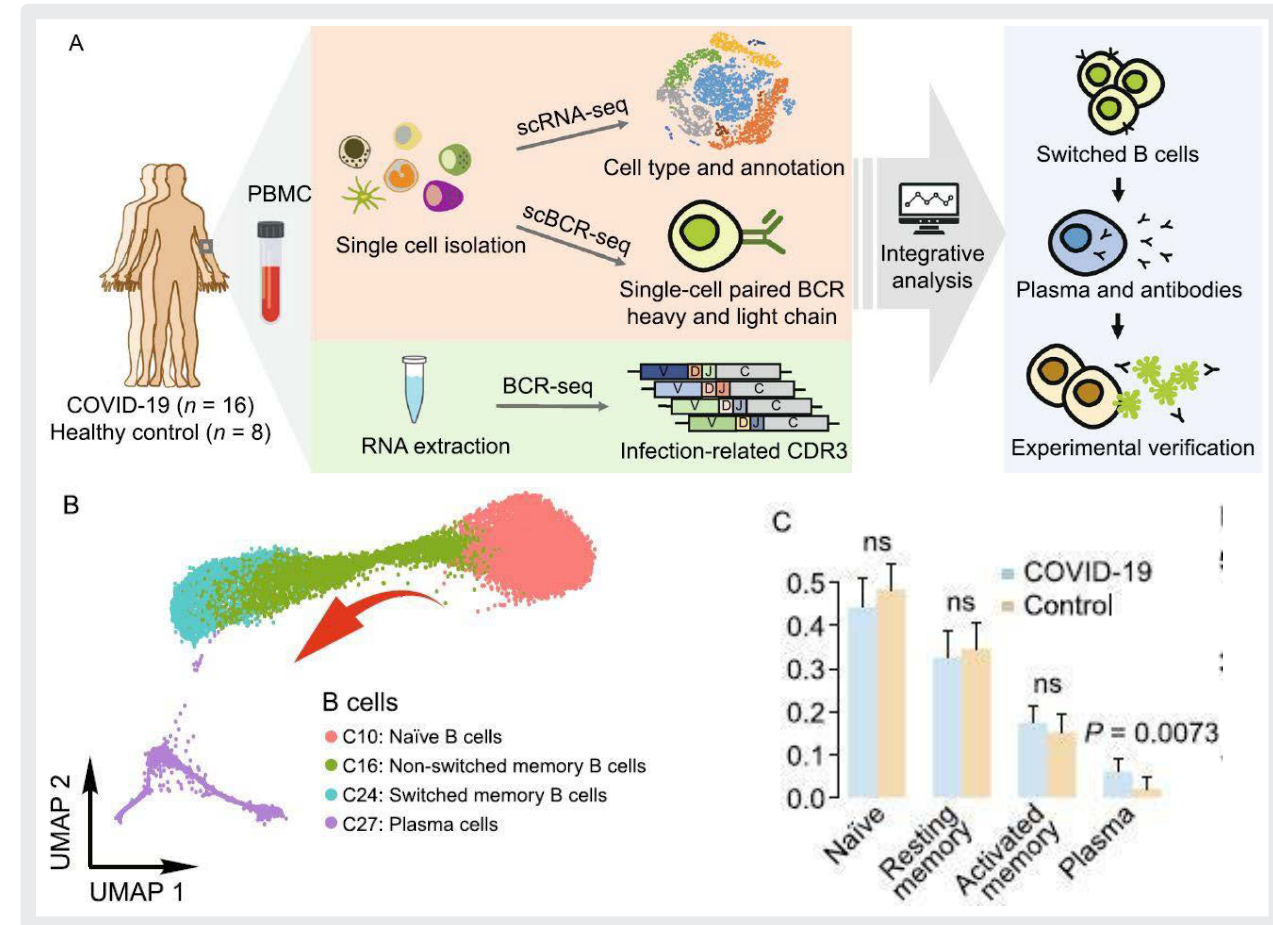 A
PBMC
COVID-19 (n = 16)
Healthy control (n = 8)
Single cell isolation
scRNA-seq
Cell type and annotation
scBCR-seq
Single-cell paired BCR
heavy and light chain
RNA extraction
BCR-seq
V D J C
V D J C
V D J C
V D J C
Infection-related CDR3
Integrative
analysis
Switched B cells
Plasma and antibodies
Experimental verification
B
B cells
C10: Naïve B cells
C16: Non-switched memory B cells
C24: Switched memory B cells
C27: Plasma cells
UMAP 2
UMAP 1
C
COVID-19
Control
ns
ns
ns
P = 0.0073
0.5
0.4
0.3
0.2
0.1
0.0
Naïve
Resting
memory
Activated
memory
Plasma